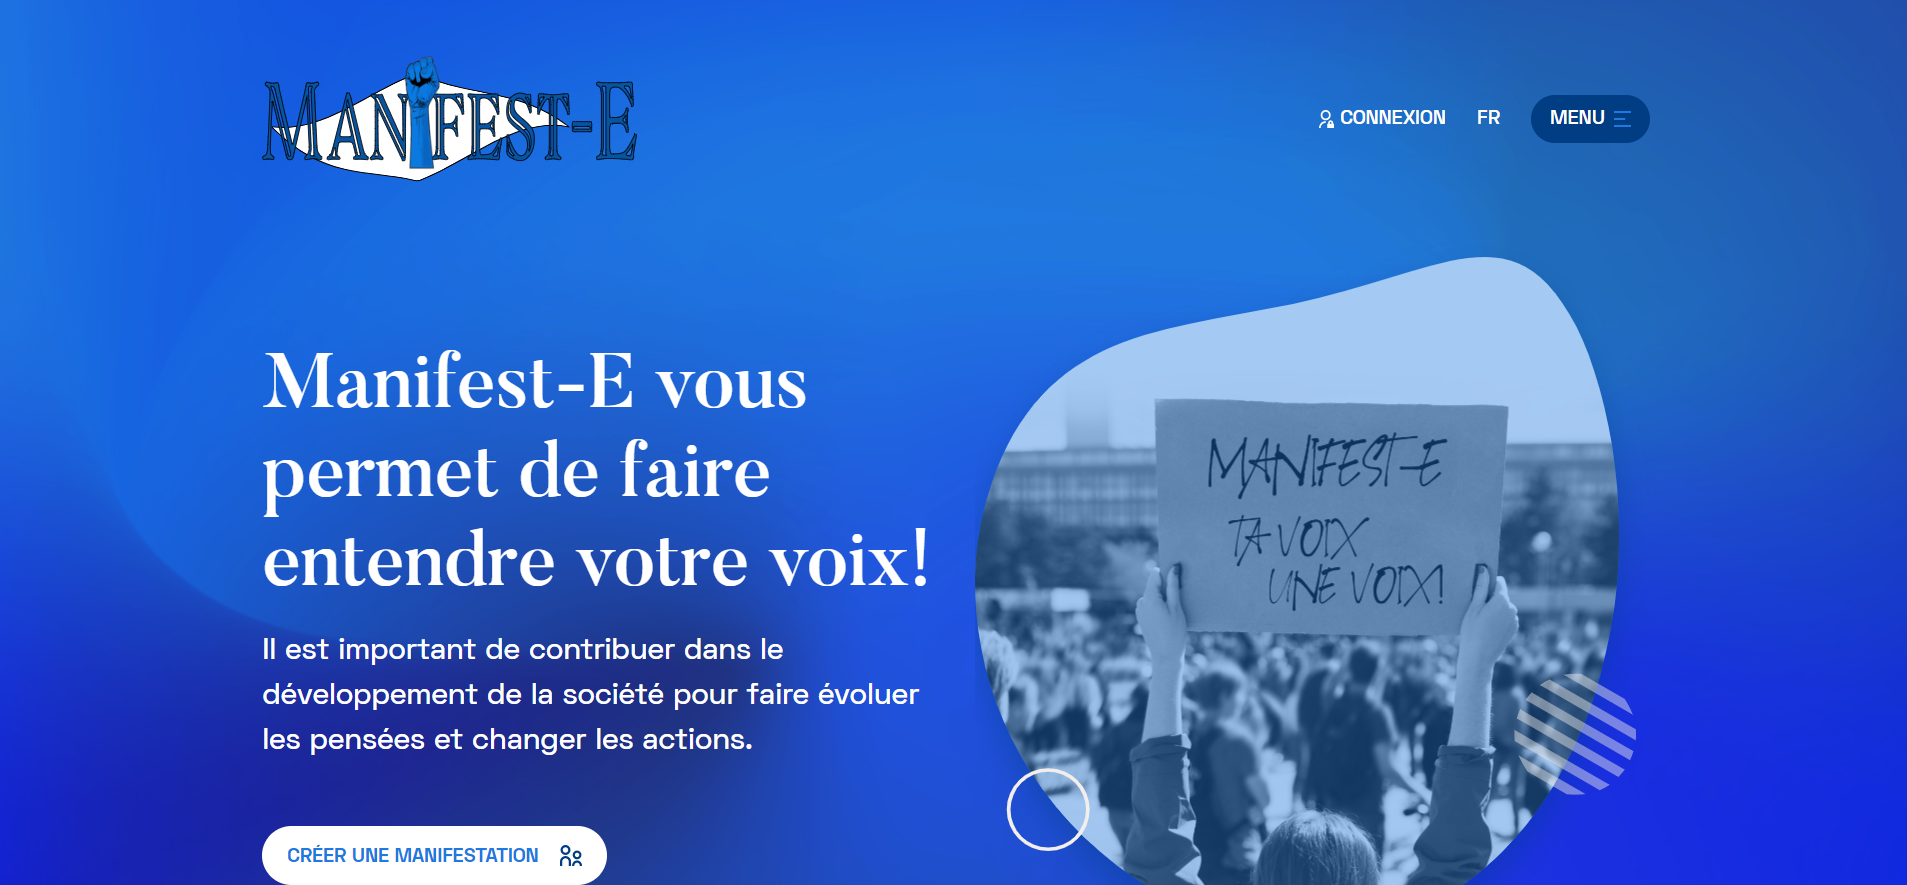 MANIFEST-E
CONNEXION
FR
MENU
Manifest-E vous
permet de faire
entendre votre voix!
Il est important de contribuer dans le
développement de la société pour faire évoluer
les pensées et changer les actions.
CRÉER UNE MANIFESTATION
MANIFEST-E
TA VOIX
UNE VOIX!